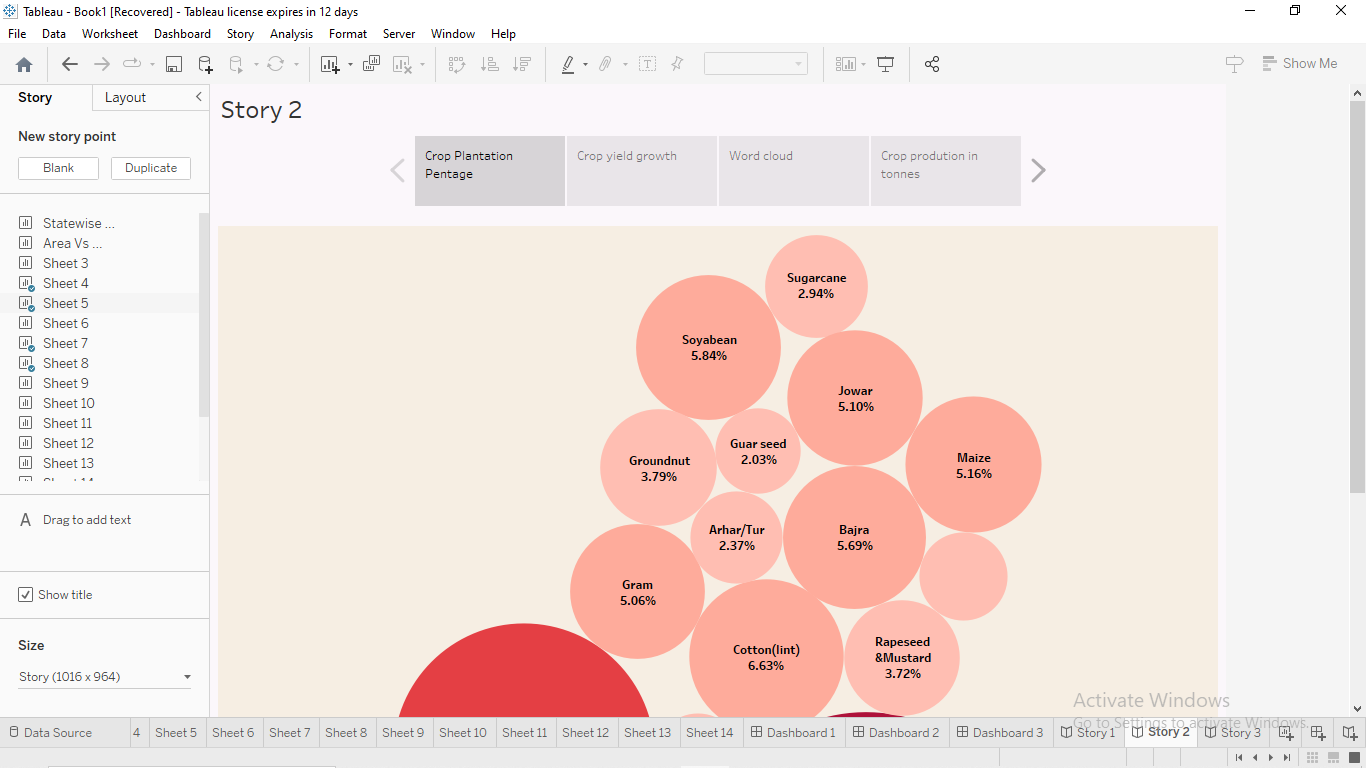 Tableau - Book1 [Recovered] - Tableau license expires in 12 days
File Data Worksheet Dashboard Story Analysis Format Server Window Help
Show Me
Story Layout
New story point
Blank Duplicate
Statewise ...
Area Vs ...
Sheet 3
Sheet 4
Sheet 5
Sheet 6
Sheet 7
Sheet 8
Sheet 9
Sheet 10
Sheet 11
Sheet 12
Sheet 13
A Drag to add text
Show title
Size
Story (1016 x 964)
Story 2
Crop Plantation
Pentage
Crop yield growth
Word cloud
Crop prodution in
tonnes
Sugarcane
2.94%
Soyabean
5.84%
Jowar
5.10%
Guar seed
2.03%
Groundnut
3.79%
Maize
5.16%
Arhar/Tur
2.37%
Bajra
5.69%
Gram
5.06%
Cotton(lint)
6.63%
Rapeseed
&Mustard
3.72%
Activate Windows
Go to Settings to activate Windows.
Data Source 4 Sheet 5 Sheet 6 Sheet 7 Sheet 8 Sheet 9 Sheet 10 Sheet 11 Sheet 12 Sheet 13 Sheet 14 Dashboard 1 Dashboard 2 Dashboard 3 Story 1 Story 2 Story 3